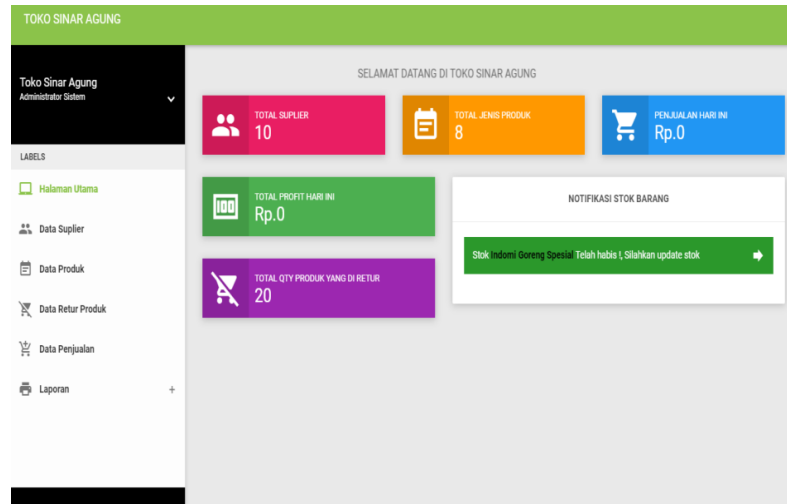 TOKO SINAR AGUNG
Toko Sinar Agung
Administrator Sistem
LABELS
Halaman Utama
Data Suplier
Data Produk
Data Retur Produk
Data Penjualan
Laporan +
SELAMAT DATANG DI TOKO SINAR AGUNG
TOTAL SUPLIER
10
TOTAL JENIS PRODUK
8
PENJUALAN HARI INI
Rp.0
100
TOTAL PROFIT HARI INI
Rp.0
TOTAL QTY PRODUK YANG DI RETUR
20
NOTIFIKASI STOK BARANG
Stok Indomi Goreng Spesial Telah habis !, Silahkan update stok